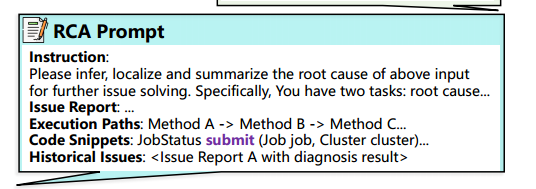 RCA Prompt
Instruction:
Please infer, localize and summarize the root cause of above input
for further issue solving. Specifically, You have two tasks: root cause...
Issue Report: ...
Execution Paths: Method A -> Method B -> Method C...
Code Snippets: JobStatus submit (Job job, Cluster cluster)...
Historical Issues: <Issue Report A with diagnosis result>